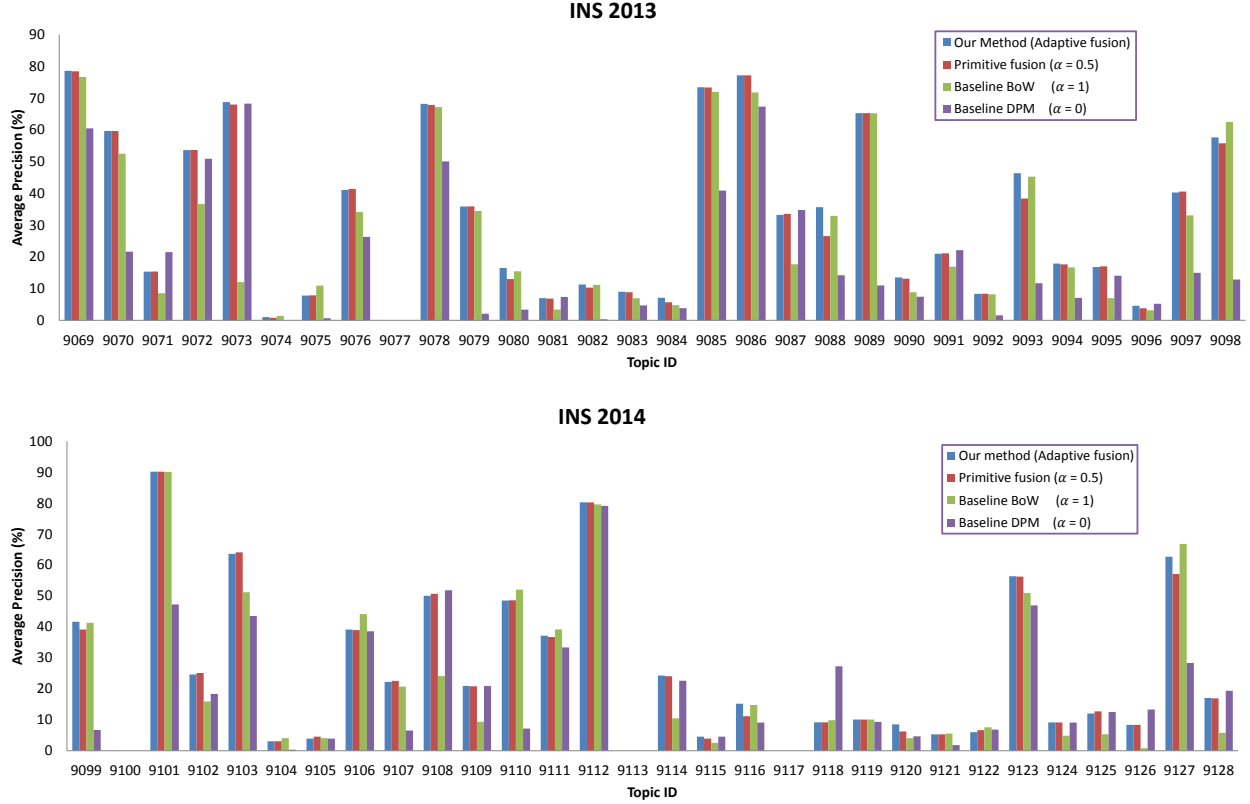 INS 2013
90
80
70
60
50
40
30
20
10
0
Average Precision (%)
Our Method (Adaptive fusion)
Primitive fusion (α = 0.5)
Baseline BoW (α = 1)
Baseline DPM (α = 0)
9069 9070 9071 9072 9073 9074 9075 9076 9077 9078 9079 9080 9081 9082 9083 9084 9085 9086 9087 9088 9089 9090 9091 9092 9093 9094 9095 9096 9097 9098
Topic ID
INS 2014
100
90
80
70
60
50
40
30
20
10
0
Average Precision (%)
Our method (Adaptive fusion)
Primitive fusion (α = 0.5)
Baseline BoW (α = 1)
Baseline DPM (α = 0)
9099 9100 9101 9102 9103 9104 9105 9106 9107 9108 9109 9110 9111 9112 9113 9114 9115 9116 9117 9118 9119 9120 9121 9122 9123 9124 9125 9126 9127 9128
Topic ID